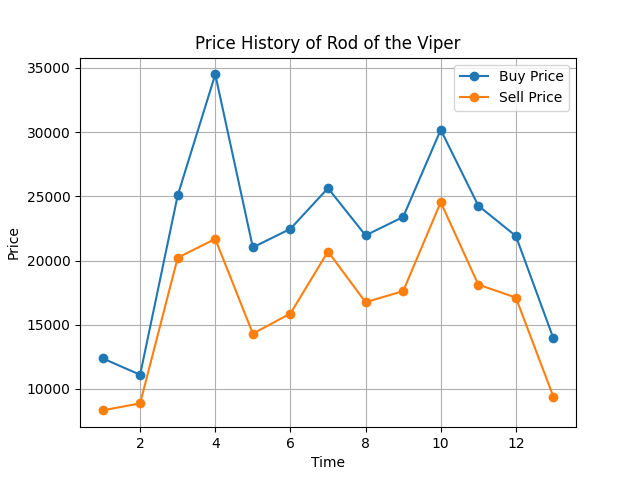 Price History of Rod of the Viper
Buy Price
Sell Price
35000
30000
25000
20000
15000
10000
Price
2 4 6 8 10 12
Time